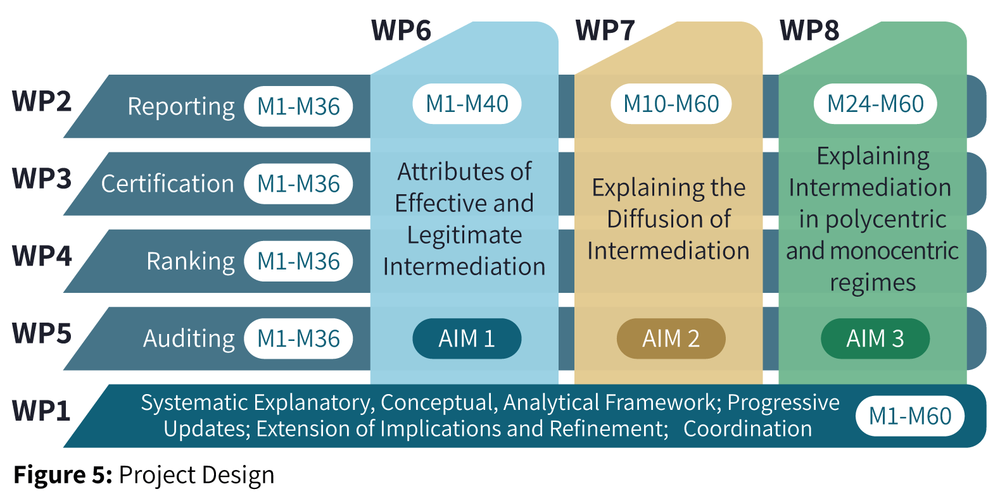 WP6
WP7
WP8
WP2
Reporting
M1-M36
M1-M40
M10-M60
M24-M60
WP3
Certification
M1-M36
Attributes of
Effective and
Legitimate
Intermediation
Explaining the
Diffusion of
Intermediation
Explaining
Intermediation
in polycentric
and monocentric
regimes
WP4
Ranking
M1-M36
WP5
Auditing
M1-M36
AIM 1
AIM 2
AIM 3
WP1
Systematic Explanatory, Conceptual, Analytical Framework; Progressive
Updates; Extension of Implications and Refinement; Coordination
M1-M60
Figure 5: Project Design